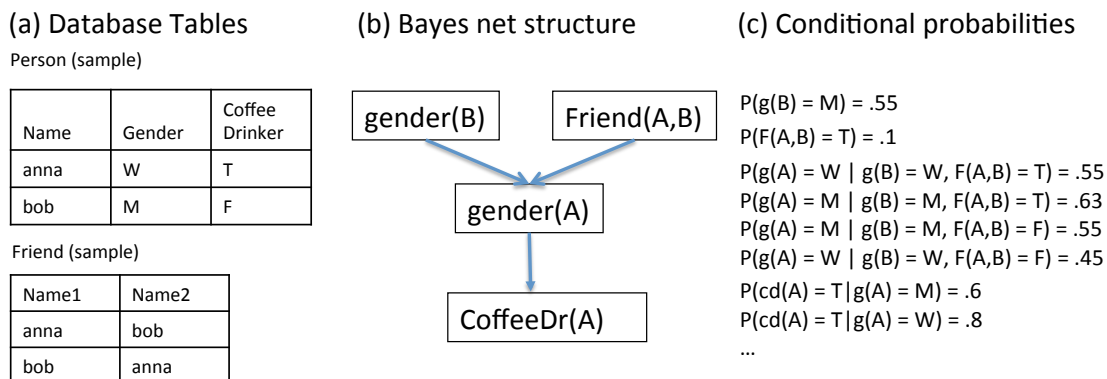 (a) Database Tables
Person (sample)
Name Gender Coffee Drinker
anna W T
bob M F
Friend (sample)
Name1 Name2
anna bob
bob anna
(b) Bayes net structure
gender(B) Friend(A,B)
gender(A)
CoffeeDr(A)
(c) Conditional probabilities
P(g(B) = M) = .55
P(F(A,B) = T) = .1
P(g(A) = W | g(B) = W, F(A,B) = T) = .55
P(g(A) = M | g(B) = M, F(A,B) = T) = .63
P(g(A) = M | g(B) = M, F(A,B) = F) = .55
P(g(A) = W | g(B) = W, F(A,B) = F) = .45
P(cd(A) = T|g(A) = M) = .6
P(cd(A) = T|g(A) = W) = .8
...